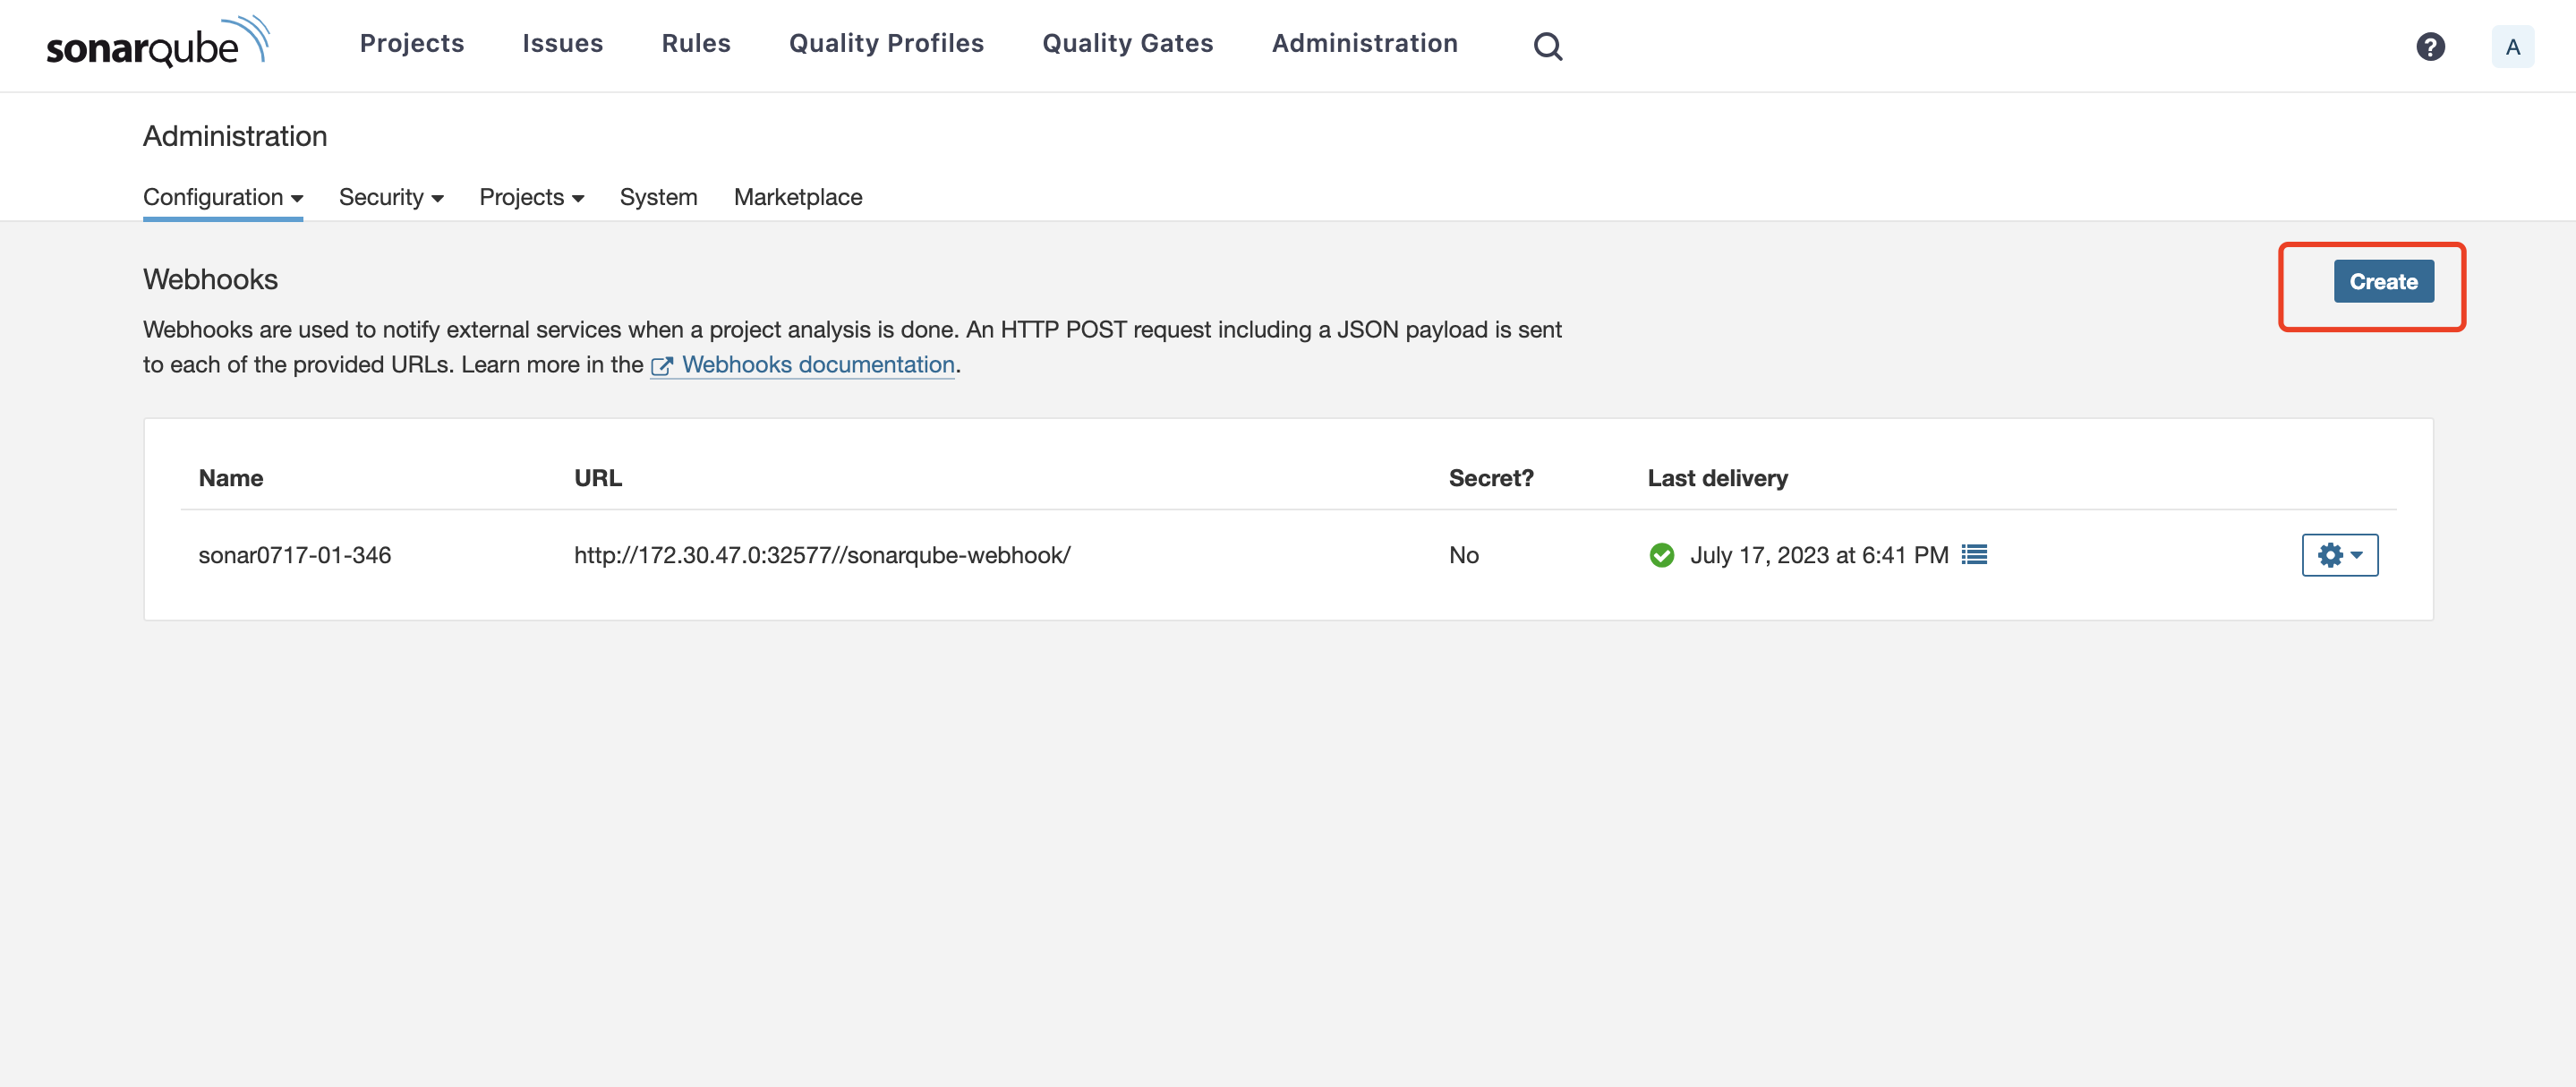 sonarqube Projects Issues Rules Quality Profiles Quality Gates Administration ? A
Administration
Configuration Security Projects System Marketplace
Webhooks Create
Webhooks are used to notify external services when a project analysis is done. An HTTP POST request including a JSON payload is sent
to each of the provided URLs. Learn more in the Webhooks documentation.
Name URL Secret? Last delivery
sonar0717-01-346 http://172.30.47.0:32577//sonarqube-webhook/ No July 17, 2023 at 6:41 PM